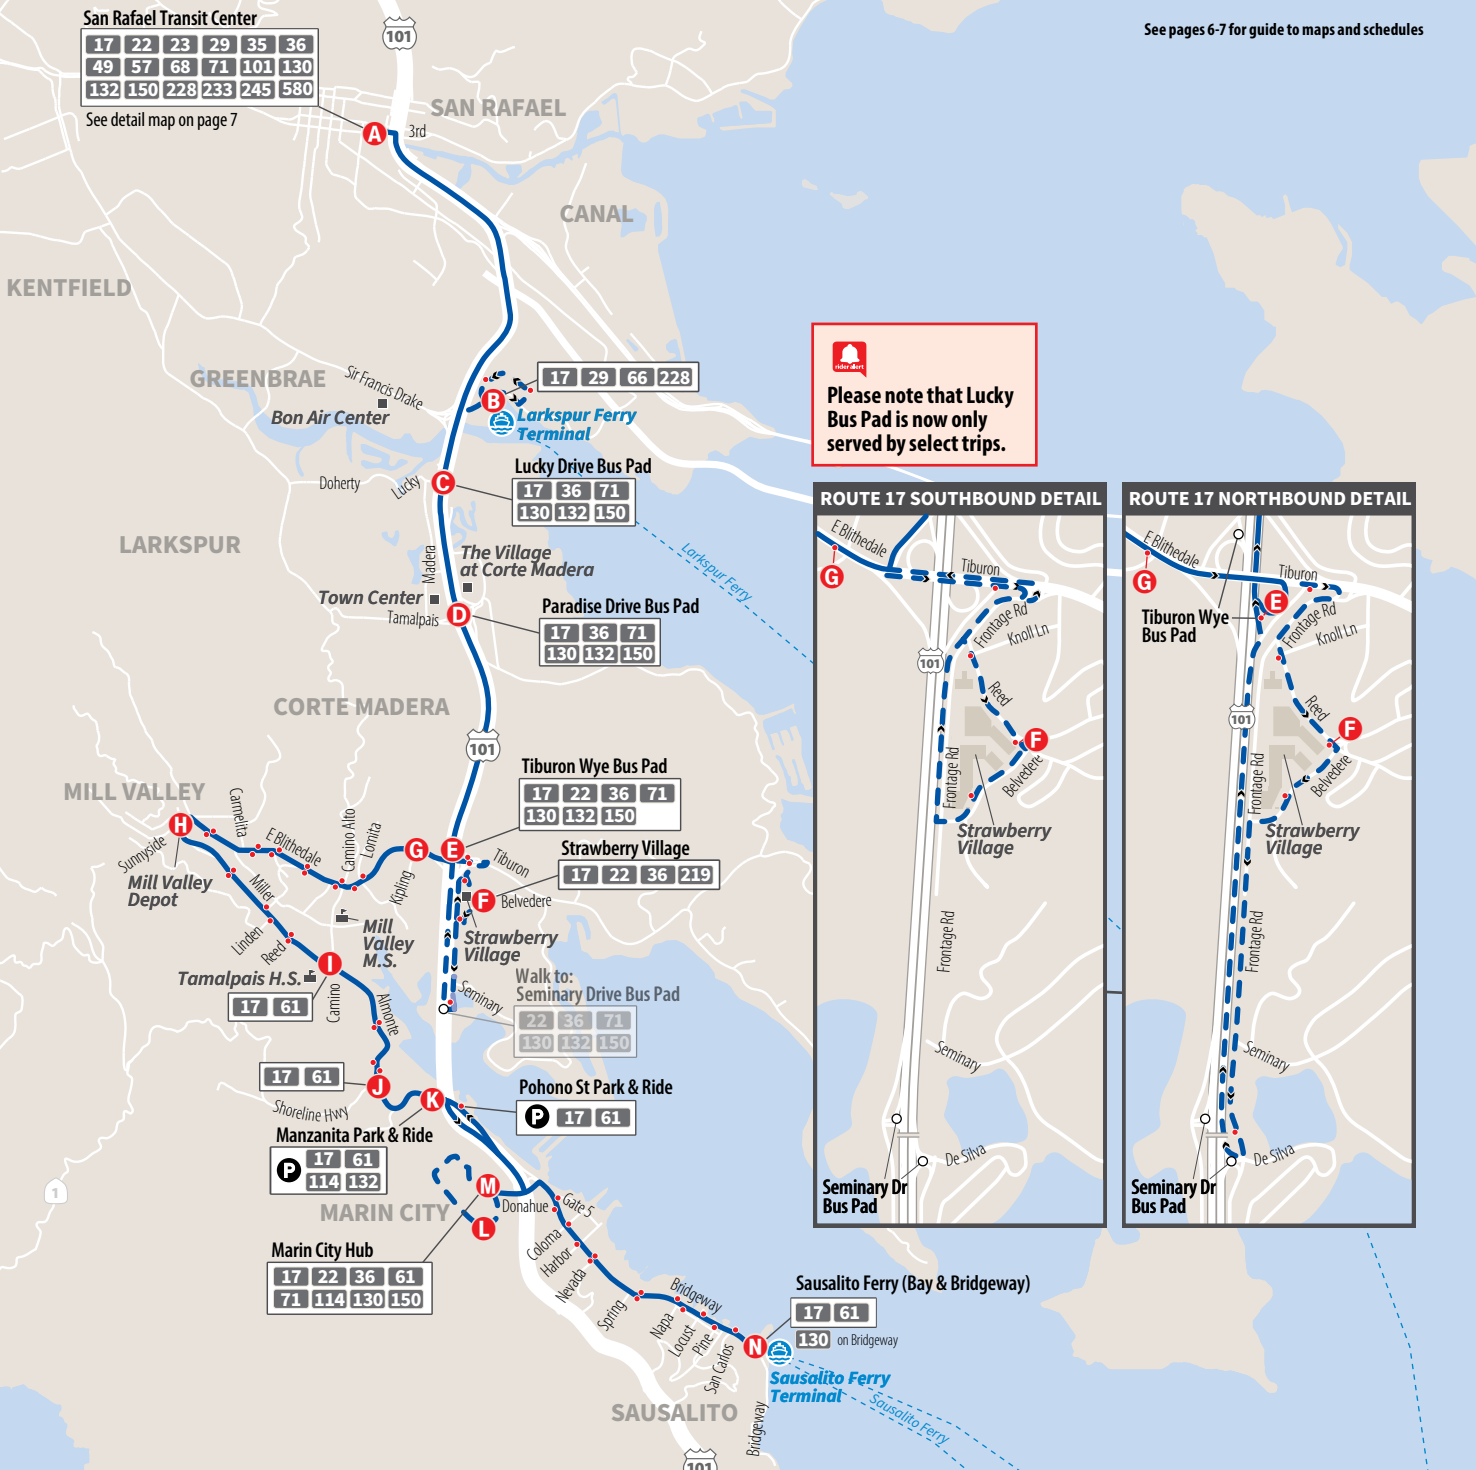 San Rafael Transit Center
17 22 23 29 35 36
49 57 68 71 101 130
132 150 228 233 245 580
See detail map on page 7
101
See pages 6-7 for guide to maps and schedules
SAN RAFAEL
A
3rd
CANAL
KENTFIELD
GREENBRAE
Sir Francis Drake
Bon Air Center
17 29 66 228
B
Larkspur Ferry
Terminal
rider alert
Please note that Lucky
Bus Pad is now only
served by select trips.
Lucky Drive Bus Pad
17 36 71
130 132 150
C
Doherty
Lucky
LARKSPUR
Madera
The Village
at Corte Madera
Larkspur Ferry
Town Center
Tamalpais
D
Paradise Drive Bus Pad
17 36 71
130 132 150
CORTE MADERA
101
Tiburon Wye Bus Pad
17 22 36 71
130 132 150
MILL VALLEY
H
Carmelita
E Blithedale
Camino Alto
Lomita
G
E
Kipling
Tiburon
Sunnyside
Mill Valley
Depot
Strawberry Village
17 22 36 219
F
Belvedere
Strawberry
Village
Miller
Linden
Reed
Mill
Valley
M.S.
I
Tamalpais H.S.
17 61
Camino
Almonte
Walk to:
Seminary Drive Bus Pad
22 36 71
130 132 150
Seminary
17 61
J
Shoreline Hwy
K
Pohono St Park & Ride
P 17 61
Manzanita Park & Ride
P 17 61
114 132
1
MARIN CITY
M
L
Donahue
Gate 5
Coloma
Harbor
Nevada
Spring
Bridgeway
Napa
Locust
Pine
San Carlos
Marin City Hub
17 22 36 61
71 114 130 150
Sausalito Ferry (Bay & Bridgeway)
17 61
130 on Bridgeway
N
Sausalito Ferry
Terminal
Sausalito Ferry
SAUSALITO
Bridgeway
101
ROUTE 17 SOUTHBOUND DETAIL
E Blithedale
G
Tiburon
Frontage Rd
Knoll Ln
101
Reed
F
Frontage Rd
Belvedere
Strawberry
Village
Frontage Rd
Seminary
De Silva
Seminary Dr
Bus Pad
ROUTE 17 NORTHBOUND DETAIL
E Blithedale
G
Tiburon
E
Tiburon Wye
Bus Pad
Frontage Rd
Knoll Ln
101
Reed
F
Frontage Rd
Belvedere
Strawberry
Village
Frontage Rd
Seminary
De Silva
Seminary Dr
Bus Pad